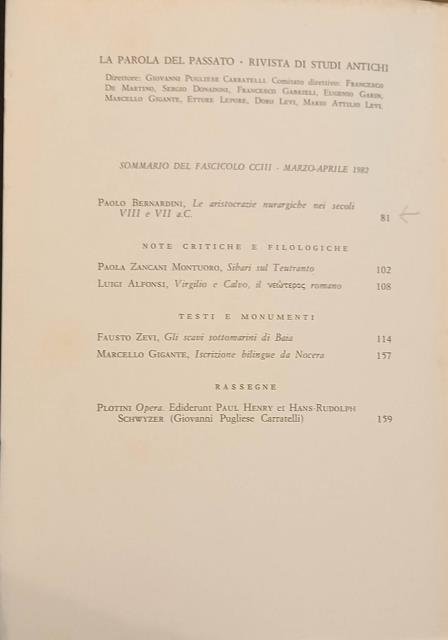 LA PAROLA DEL PASSATO - RIVISTA DI STUDI ANTICHI
Direttore: GIOVANNI PUGLIESE CARRATELLI. Comitato direttivo: FRANCESCO
DE MARTINO, SERGIO DONADONI, FRANCESCO GABRIELI, EUGENIO GARIN,
MARCELLO GIGANTE, ETTORE LEPORE, DORO LEVI, MARIO ATTILIO LEVI.
SOMMARIO DEL FASCICOLO CCIII - MARZO-APRILE 1982
PAOLO BERNARDINI, Le aristocrazie nuragiche nei secoli
VIII e VII a.C. 81
NOTE CRITICHE E FILOLOGICHE
PAOLA ZANCANI MONTUORO, Sibari sul Teutranto 102
LUIGI ALFONSI, Virgilio e Calvo, il νεώτερος romano 108
TESTI E MONUMENTI
FAUSTO ZEVI, Gli scavi sottomarini di Baia 114
MARCELLO GIGANTE, Iscrizione bilingue da Nocera 157
RASSEGNE
PLOTINI Opera. Ediderunt PAUL HENRY et HANS-RUDOLPH
SCHWYZER (Giovanni Pugliese Carratelli) 159